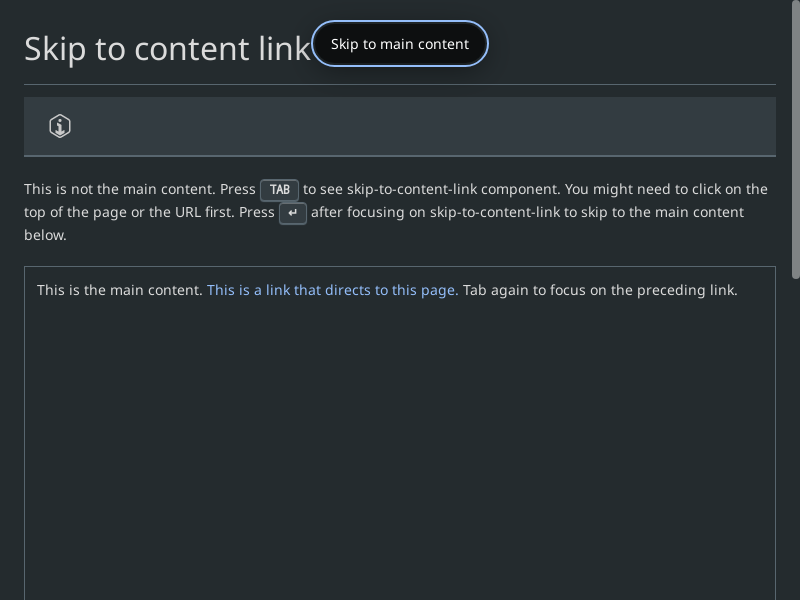 Skip to content link
Skip to main content
This is not the main content. Press TAB to see skip-to-content-link component. You might need to click on the
top of the page or the URL first. Press ↵ after focusing on skip-to-content-link to skip to the main content
below.
This is the main content. This is a link that directs to this page. Tab again to focus on the preceding link.